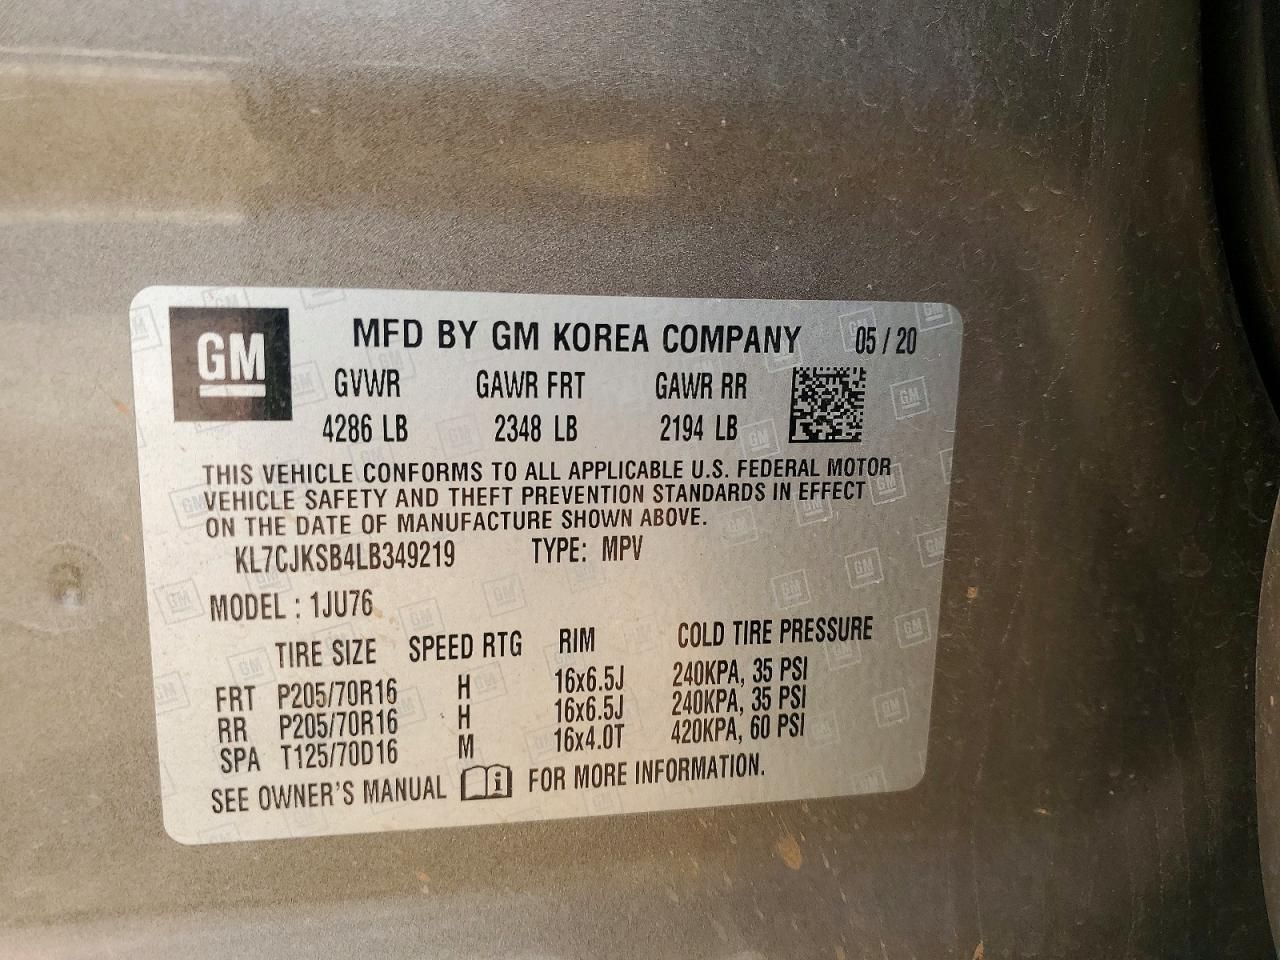 GM
MFD BY GM KOREA COMPANY 05 / 20
GVWR GAWR FRT GAWR RR
4286 LB 2348 LB 2194 LB
THIS VEHICLE CONFORMS TO ALL APPLICABLE U.S. FEDERAL MOTOR
VEHICLE SAFETY AND THEFT PREVENTION STANDARDS IN EFFECT
ON THE DATE OF MANUFACTURE SHOWN ABOVE.
KL7CJKSB4LB349219 TYPE: MPV
MODEL : 1JU76
TIRE SIZE SPEED RTG RIM COLD TIRE PRESSURE
FRT P205/70R16 H 16x6.5J 240KPA, 35 PSI
RR P205/70R16 H 16x6.5J 240KPA, 35 PSI
SPA T125/70D16 M 16x4.0T 420KPA, 60 PSI
SEE OWNER'S MANUAL i FOR MORE INFORMATION.